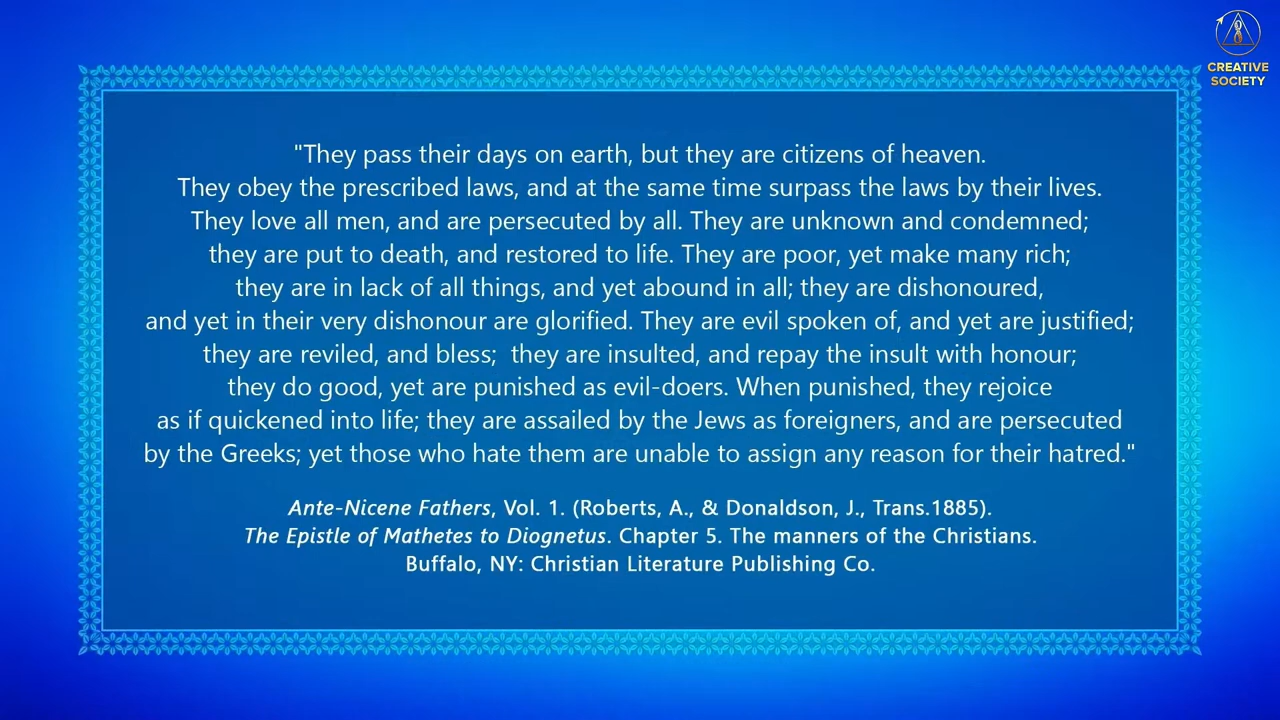 CREATIVE
SOCIETY
"They pass their days on earth, but they are citizens of heaven.
They obey the prescribed laws, and at the same time surpass the laws by their lives.
They love all men, and are persecuted by all. They are unknown and condemned;
they are put to death, and restored to life. They are poor, yet make many rich;
they are in lack of all things, and yet abound in all; they are dishonoured,
and yet in their very dishonour are glorified. They are evil spoken of, and yet are justified;
they are reviled, and bless;  they are insulted, and repay the insult with honour;
they do good, yet are punished as evil-doers. When punished, they rejoice
as if quickened into life; they are assailed by the Jews as foreigners, and are persecuted
by the Greeks; yet those who hate them are unable to assign any reason for their hatred."
Ante-Nicene Fathers, Vol. 1. (Roberts, A., & Donaldson, J., Trans.1885).
The Epistle of Mathetes to Diognetus. Chapter 5. The manners of the Christians.
Buffalo, NY: Christian Literature Publishing Co.